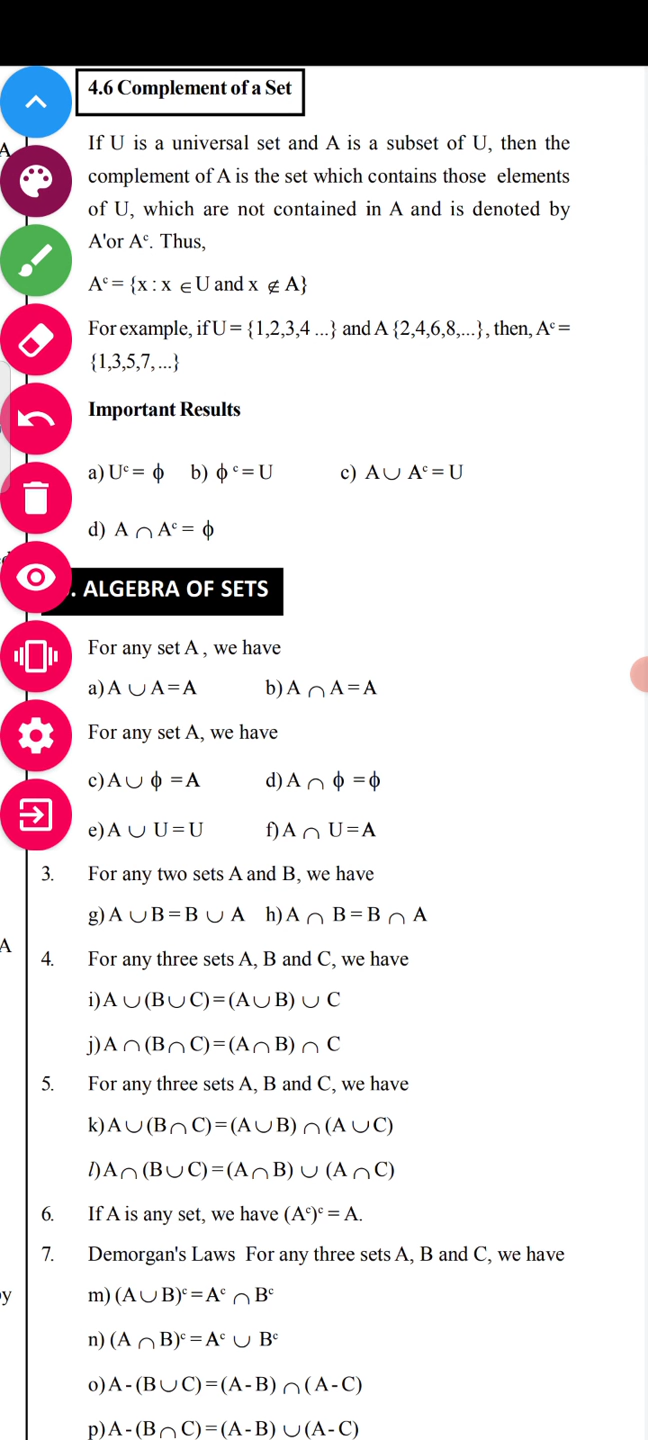 4.6 Complement of a Set
A
If U is a universal set and A is a subset of U, then the
complement of A is the set which contains those elements
of U, which are not contained in A and is denoted by
A'or Aᶜ. Thus,
Aᶜ = {x : x ∈ U and x ∉ A}
For example, if U = {1,2,3,4 ...} and A {2,4,6,8,...}, then, Aᶜ =
{1,3,5,7, ...}
Important Results
a) Uᶜ = ϕ b) ϕ ᶜ = U c) A ∪ Aᶜ = U
d) A ∩ Aᶜ = ϕ
. ALGEBRA OF SETS
For any set A , we have
a) A ∪ A = A b) A ∩ A = A
For any set A, we have
c) A ∪ ϕ = A d) A ∩ ϕ = ϕ
e) A ∪ U = U f) A ∩ U = A
3. For any two sets A and B, we have
g) A ∪ B = B ∪ A h) A ∩ B = B ∩ A
A
4. For any three sets A, B and C, we have
i) A ∪ (B ∪ C) = (A ∪ B) ∪ C
j) A ∩ (B ∩ C) = (A ∩ B) ∩ C
5. For any three sets A, B and C, we have
k) A ∪ (B ∩ C) = (A ∪ B) ∩ (A ∪ C)
l) A ∩ (B ∪ C) = (A ∩ B) ∪ (A ∩ C)
6. If A is any set, we have (Aᶜ)ᶜ = A.
7. Demorgan's Laws For any three sets A, B and C, we have
y
m) (A ∪ B)ᶜ = Aᶜ ∩ Bᶜ
n) (A ∩ B)ᶜ = Aᶜ ∪ Bᶜ
o) A - (B ∪ C) = (A - B) ∩ (A - C)
p) A - (B ∩ C) = (A - B) ∪ (A - C)